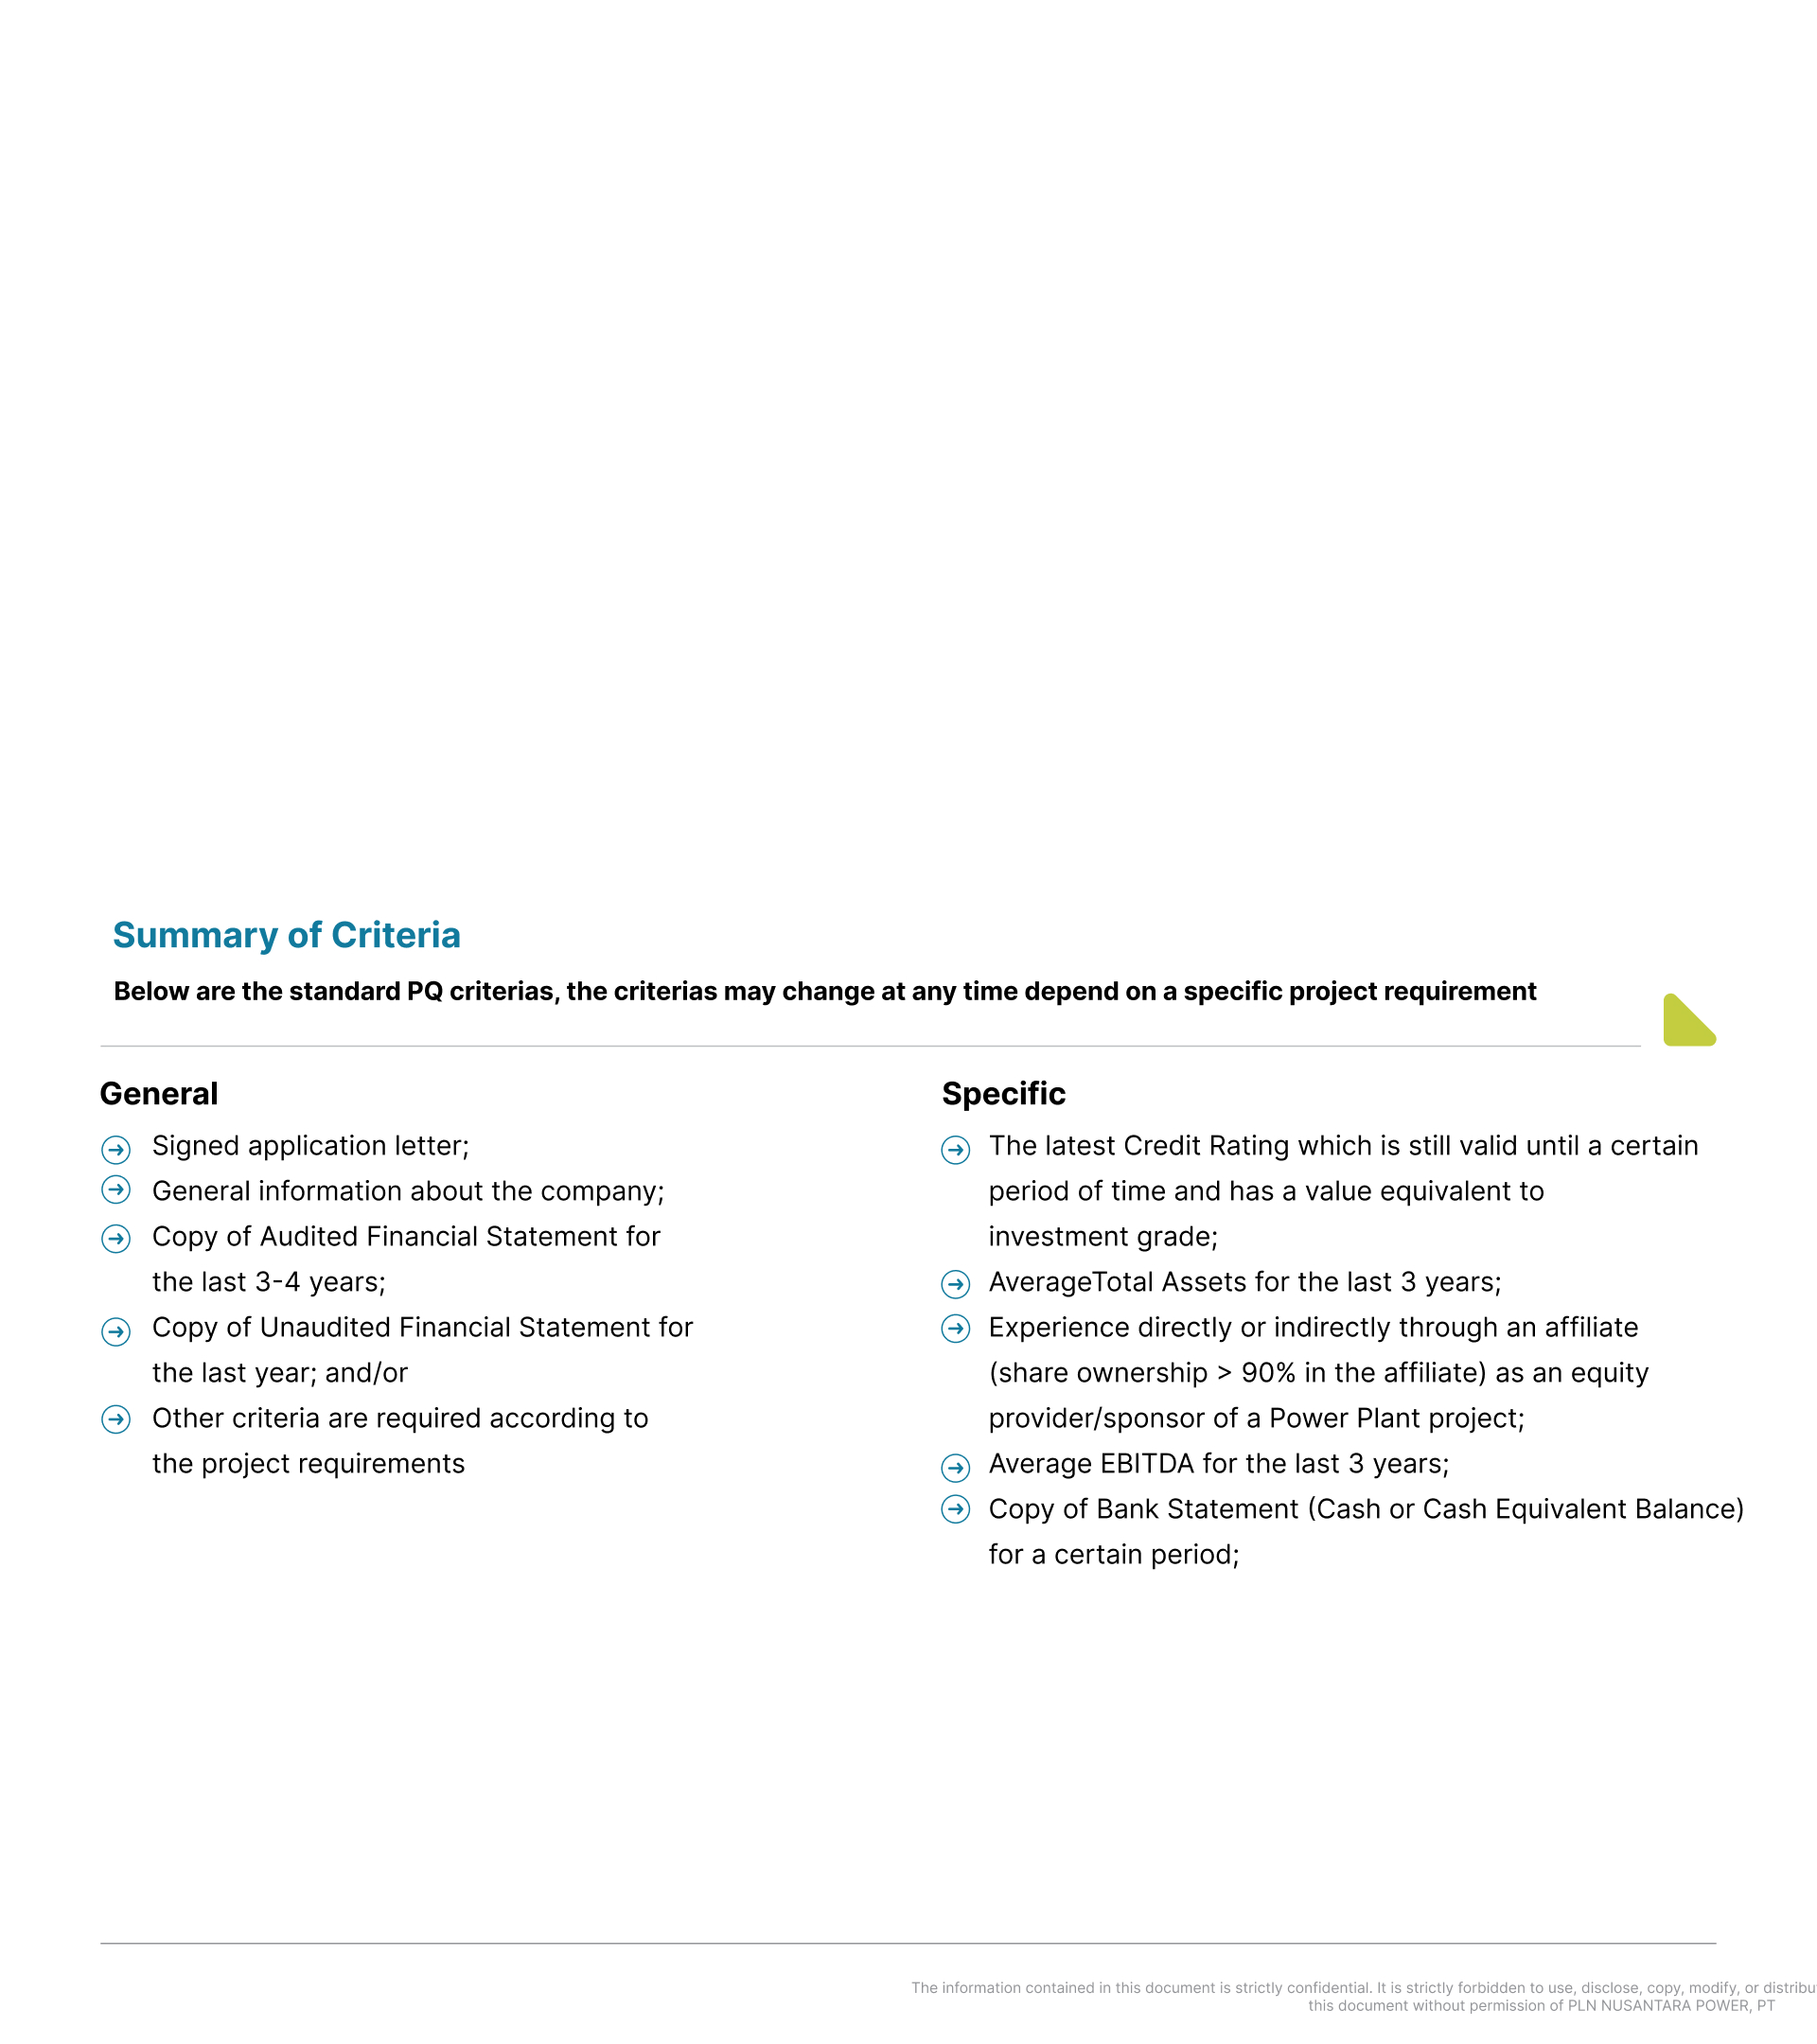 Summary of Criteria
Below are the standard PQ criterias, the criterias may change at any time depend on a specific project requirement
General
Signed application letter;
General information about the company;
Copy of Audited Financial Statement for
the last 3-4 years;
Copy of Unaudited Financial Statement for
the last year; and/or
Other criteria are required according to
the project requirements
Specific
The latest Credit Rating which is still valid until a certain
period of time and has a value equivalent to
investment grade;
AverageTotal Assets for the last 3 years;
Experience directly or indirectly through an affiliate
(share ownership > 90% in the affiliate) as an equity
provider/sponsor of a Power Plant project;
Average EBITDA for the last 3 years;
Copy of Bank Statement (Cash or Cash Equivalent Balance)
for a certain period;
The information contained in this document is strictly confidential. It is strictly forbidden to use, disclose, copy, modify, or distribu
this document without permission of PLN NUSANTARA POWER, PT